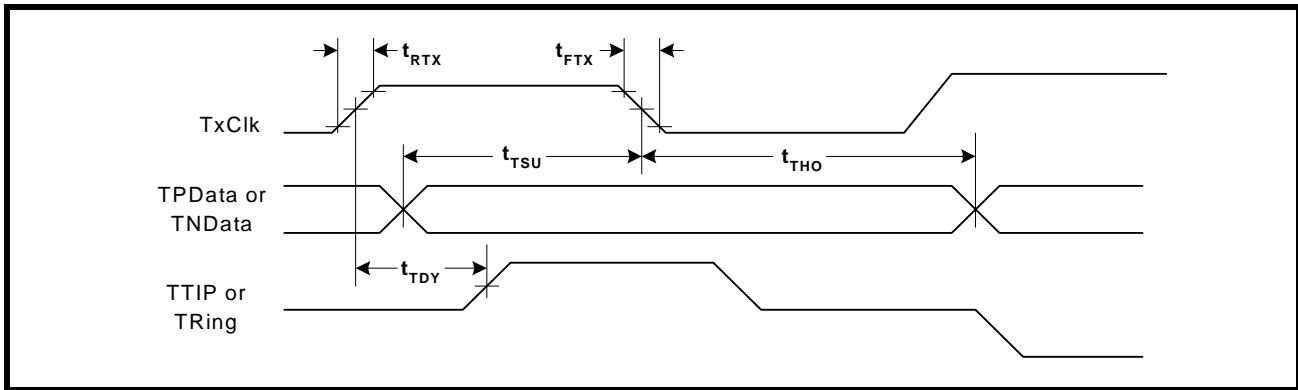 tRTX
tFTX
TxClk
tTSU
tTHO
TPData or
TNData
tTDY
TTIP or
TRing